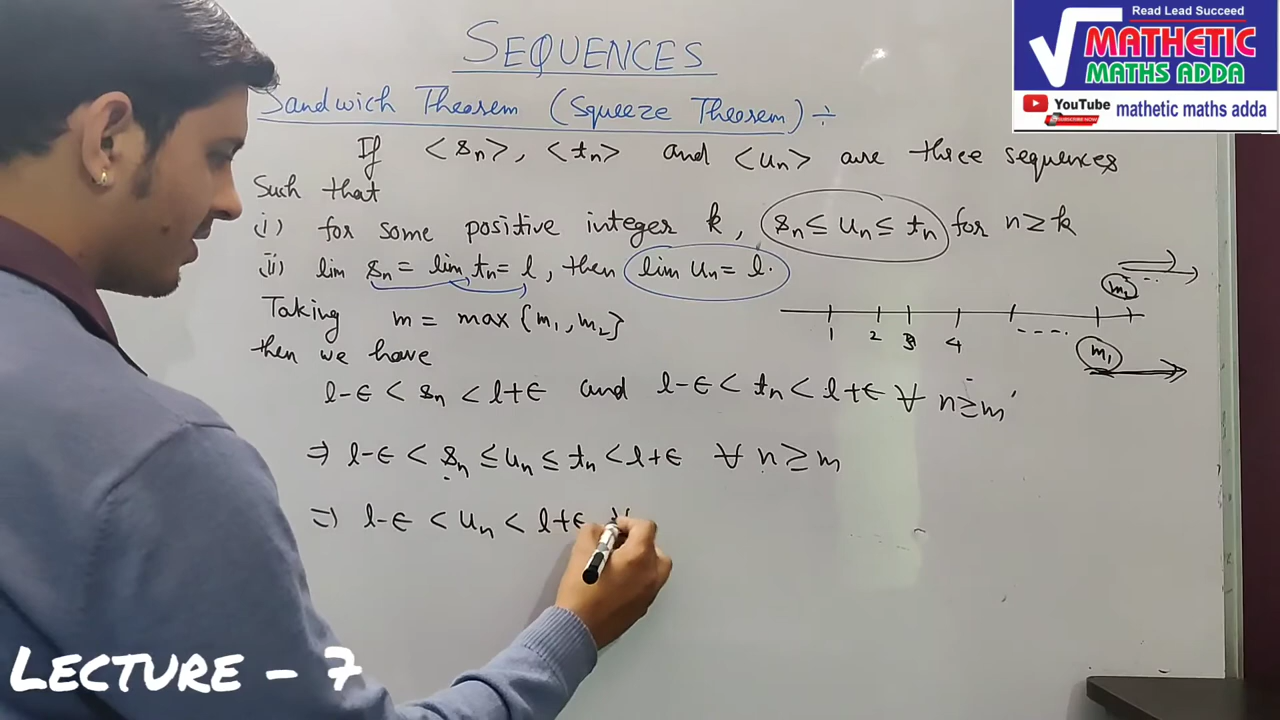 Read Lead Succeed
MATHETIC
MATHS ADDA
YouTube mathetic maths adda
SUBSCRIBE NOW
SEQUENCES
Sandwich Theorem (Squeeze Theorem) ÷
If <sₙ>, <tₙ> and <uₙ> are three sequences
Such that
(i) for some positive integer k, sₙ ≤ uₙ ≤ tₙ for n ≥ k
(ii) lim sₙ = lim tₙ = l, then lim uₙ = l.
Taking m = max {m₁, m₂}
then we have
l-ϵ < sₙ < l+ϵ and l-ϵ < tₙ < l+ϵ ∀ n ≥ m
⇒ l-ϵ < sₙ ≤ uₙ ≤ tₙ < l+ϵ ∀ n ≥ m
⇒ l-ϵ < uₙ < l+ϵ ∀
m₂
1 2 3 4 ---- m₁
LECTURE - 7